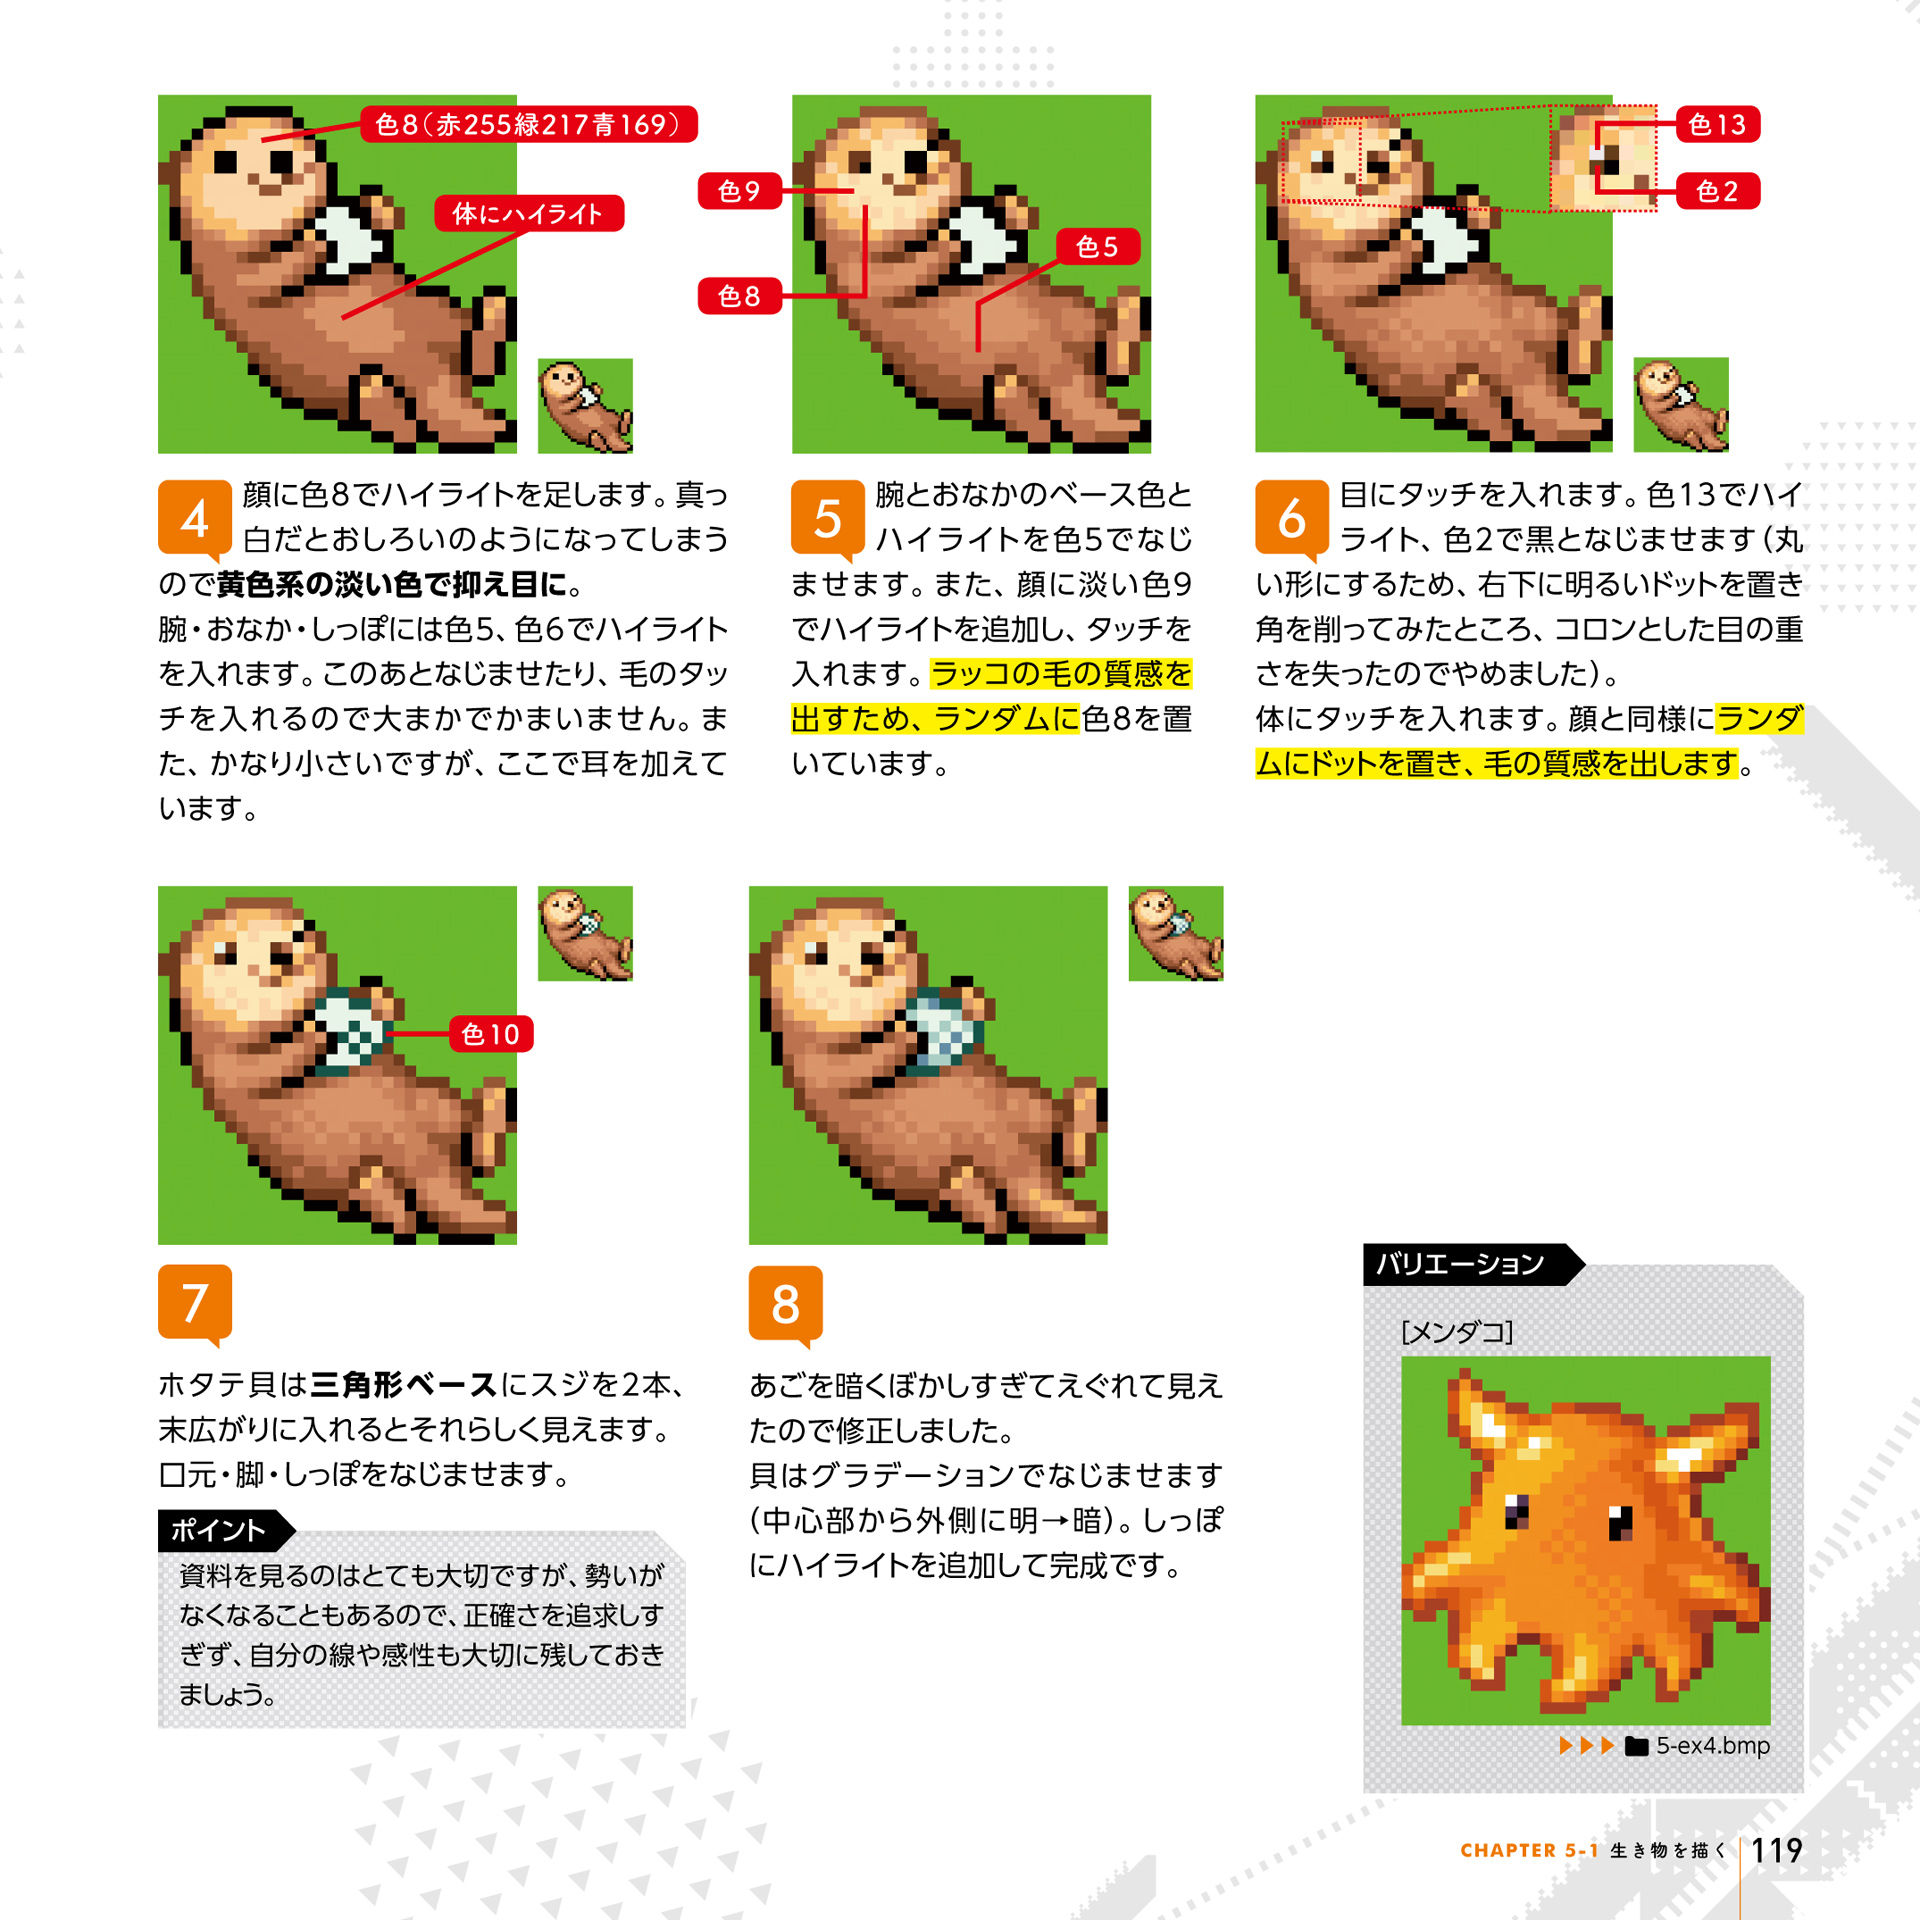 色8(赤255緑217青169)
体にハイライト
4
顔に色8でハイライトを足します。真っ
白だとおしろいのようになってしまう
ので黄色系の淡い色で抑え目に。
腕・おなか・しっぽには色5、色6でハイライト
を入れます。このあとなじませたり、毛のタッ
チを入れるので大まかでかまいません。ま
た、かなり小さいですが、ここで耳を加えて
います。
色9
色8
色5
5
腕とおなかのベース色と
ハイライトを色5でなじ
ませます。また、顔に淡い色9
でハイライトを追加し、タッチを
入れます。ラッコの毛の質感を
出すため、ランダムに色8を置
いています。
色13
色2
6
目にタッチを入れます。色13でハイ
ライト、色2で黒となじませます(丸
い形にするため、右下に明るいドットを置き
角を削ってみたところ、コロンとした目の重
さを失ったのでやめました)。
体にタッチを入れます。顔と同様にランダ
ムにドットを置き、毛の質感を出します。
色10
7
ホタテ貝は三角形ベースにスジを2本、
末広がりに入れるとそれらしく見えます。
口元・脚・しっぽをなじませます。
ポイント
資料を見るのはとても大切ですが、勢いが
なくなることもあるので、正確さを追求しす
ぎず、自分の線や感性も大切に残しておき
ましょう。
8
あごを暗くぼかしすぎてえぐれて見え
たので修正しました。
貝はグラデーションでなじませます
(中心部から外側に明→暗)。しっぽ
にハイライトを追加して完成です。
バリエーション
[メンダコ]
5-ex4.bmp
CHAPTER 5-1 生き物を描く 119